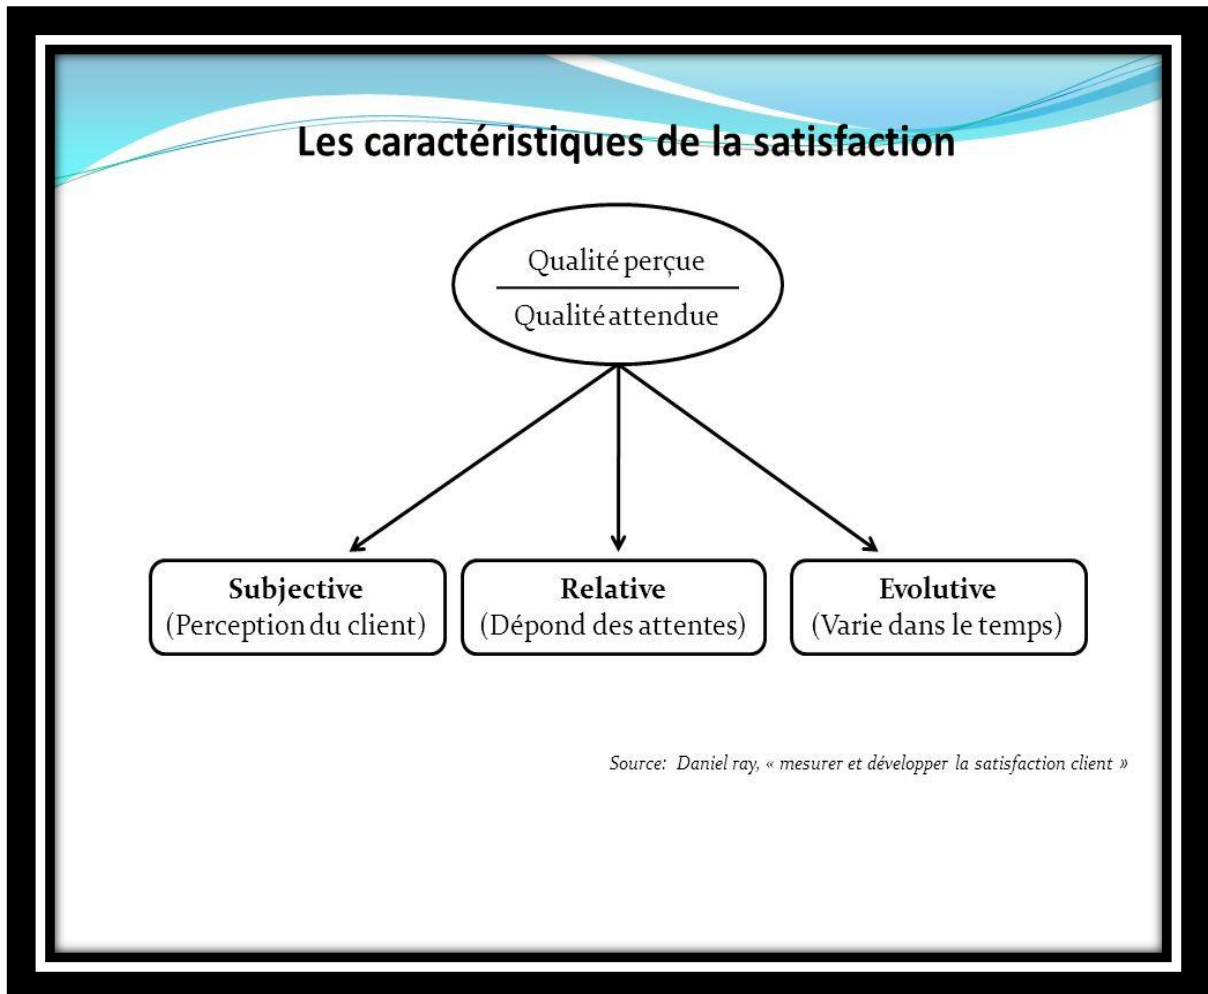 Les caractéristiques de la satisfaction
Qualité perçue
Qualité attendue
Subjective
(Perception du client)
Relative
(Dépond des attentes)
Evolutive
(Varie dans le temps)
Source: Daniel ray, « mesurer et développer la satisfaction client »